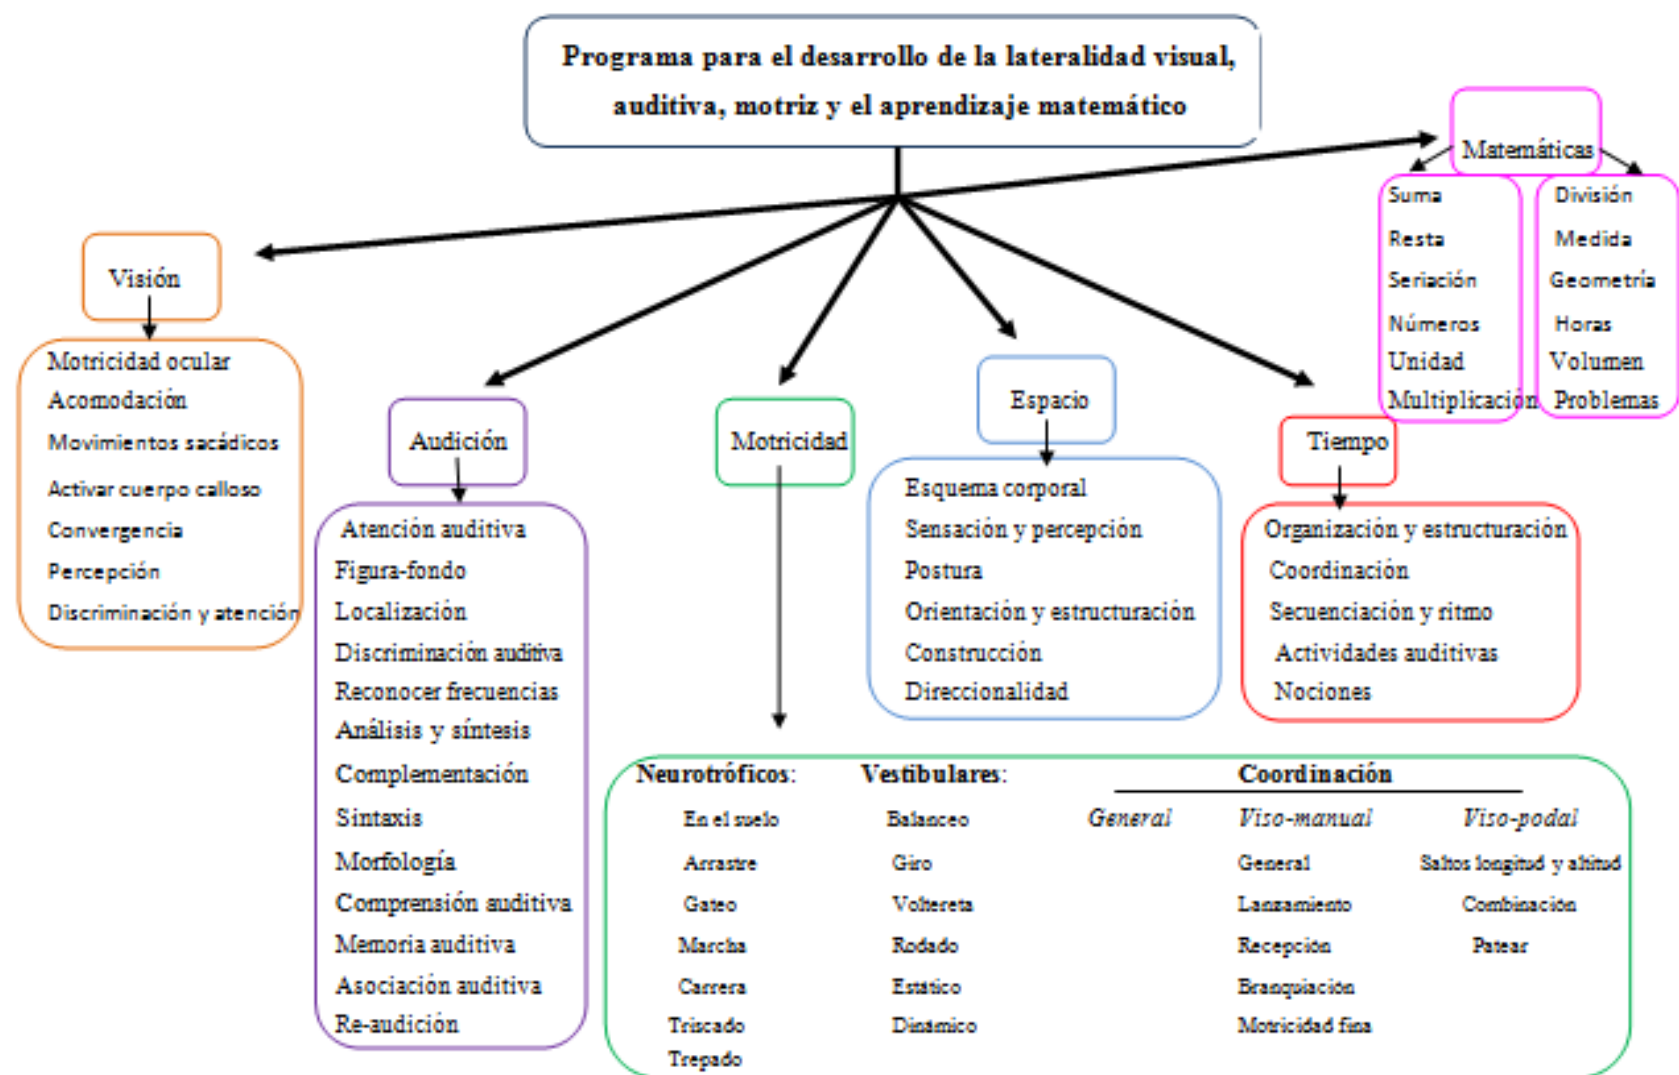 Programa para el desarrollo de la lateralidad visual,
auditiva, motriz y el aprendizaje matemático
Matemáticas
Suma
Resta
Seriación
Números
Unidad
Multiplicación
División
Medida
Geometría
Horas
Volumen
Problemas
Visión
Motricidad ocular
Acomodación
Movimientos sacádicos
Activar cuerpo calloso
Convergencia
Percepción
Discriminación y atención
Audición
Atención auditiva
Figura-fondo
Localización
Discriminación auditiva
Reconocer frecuencias
Análisis y síntesis
Complementación
Sintaxis
Morfología
Comprensión auditiva
Memoria auditiva
Asociación auditiva
Re-audición
Motricidad
Espacio
Esquema corporal
Sensación y percepción
Postura
Orientación y estructuración
Construcción
Direccionalidad
Tiempo
Organización y estructuración
Coordinación
Secuenciación y ritmo
Actividades auditivas
Nociones
Neurotróficos:
En el suelo
Arrastre
Gateo
Marcha
Carrera
Triscado
Trepado
Vestibulares:
Balanceo
Giro
Voltereta
Rodado
Estático
Dinámico
Coordinación
General
Viso-manual
General
Lanzamiento
Recepción
Branquiación
Motricidad fina
Viso-podal
Saltos longitud y altitud
Combinación
Patear